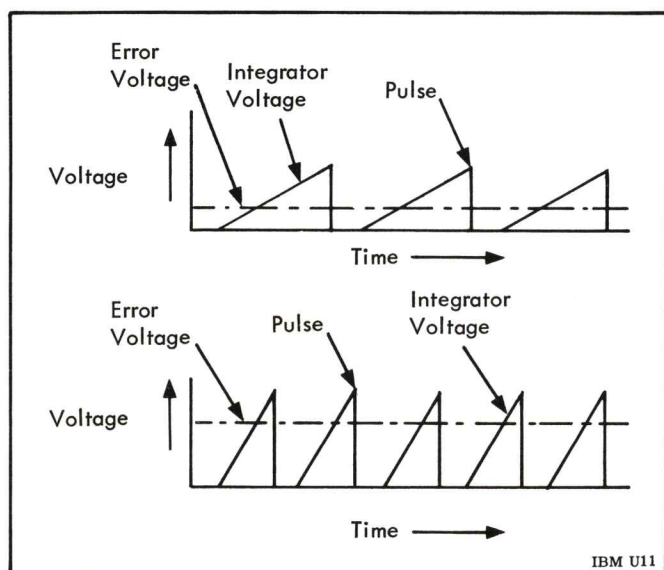 Error
Voltage
Integrator
Voltage
Pulse
Voltage
Time
Error
Voltage
Pulse
Integrator
Voltage
Voltage
Time
IBM U11